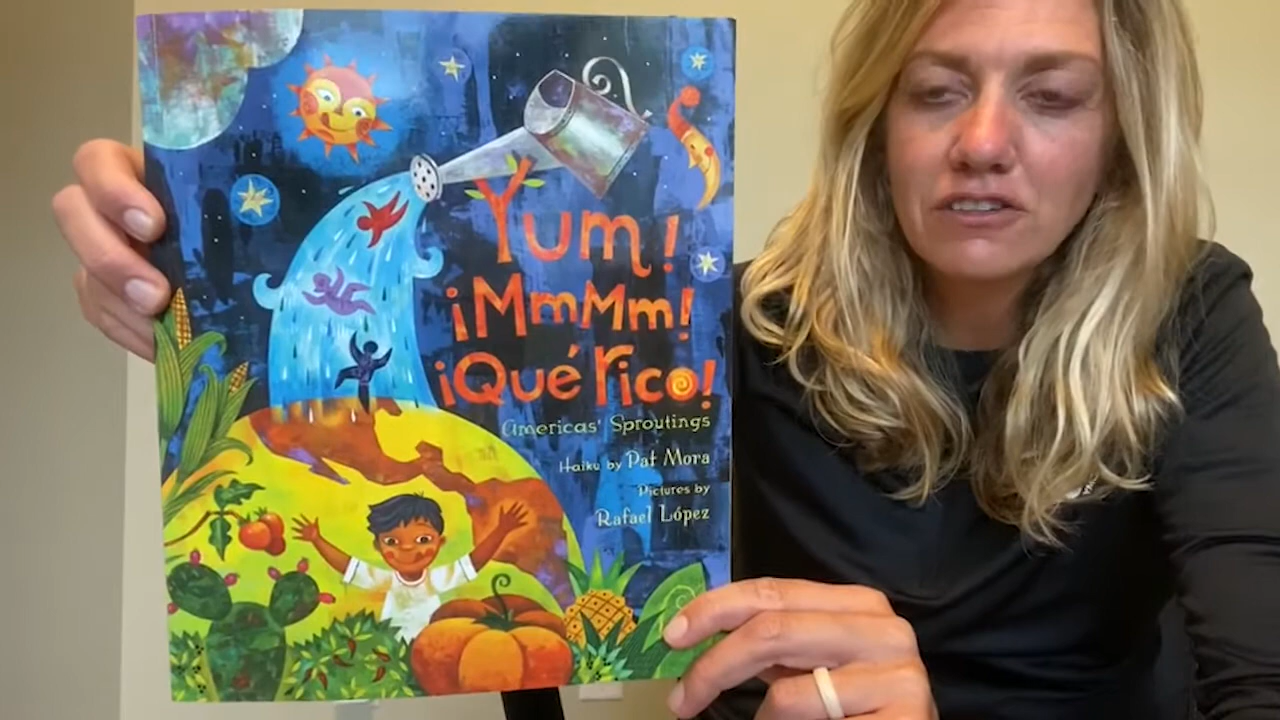 Yum!
¡MmMm!
¡Qué rico!
Americas' Sproutings
Haiku by Pat Mora
Pictures by
Rafael López